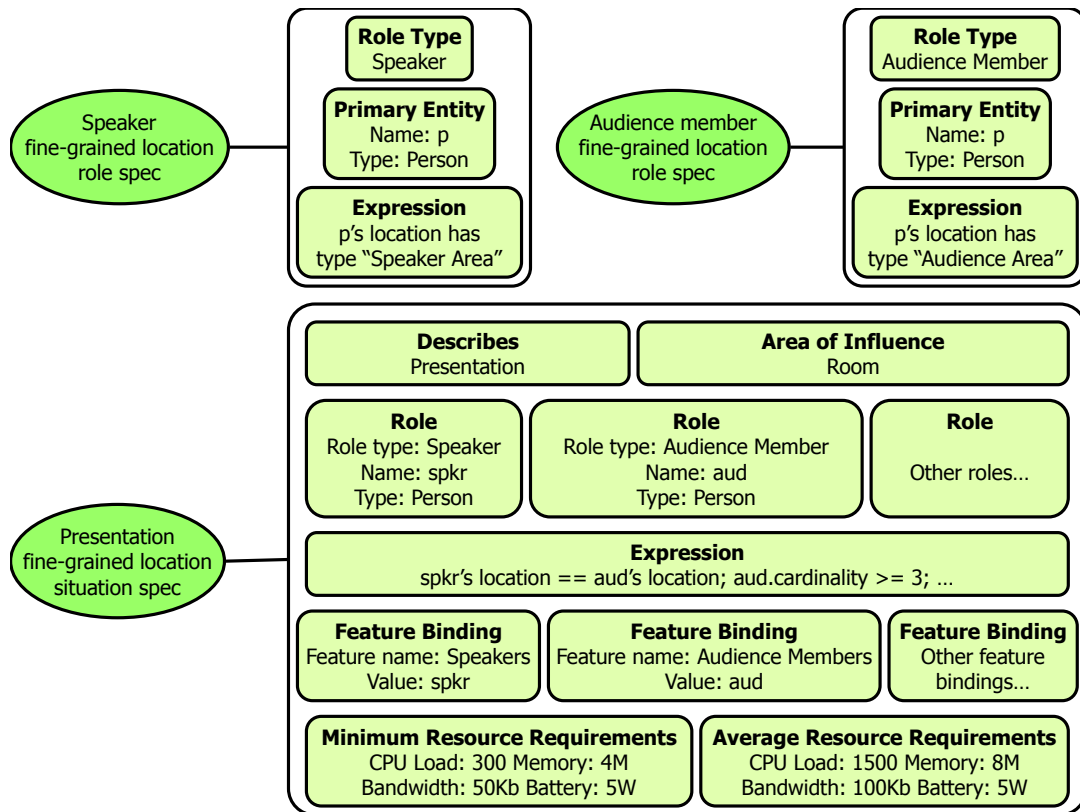 Speaker
fine-grained location
role spec
Role Type
Speaker
Primary Entity
Name: p
Type: Person
Expression
p's location has
type “Speaker Area”
Audience member
fine-grained location
role spec
Role Type
Audience Member
Primary Entity
Name: p
Type: Person
Expression
p's location has
type “Audience Area”
Presentation
fine-grained location
situation spec
Describes
Presentation
Area of Influence
Room
Role
Role type: Speaker
Name: spkr
Type: Person
Role
Role type: Audience Member
Name: aud
Type: Person
Role
Other roles…
Expression
spkr's location == aud's location; aud.cardinality >= 3; …
Feature Binding
Feature name: Speakers
Value: spkr
Feature Binding
Feature name: Audience Members
Value: aud
Feature Binding
Other feature
bindings…
Minimum Resource Requirements
CPU Load: 300 Memory: 4M
Bandwidth: 50Kb Battery: 5W
Average Resource Requirements
CPU Load: 1500 Memory: 8M
Bandwidth: 100Kb Battery: 5W